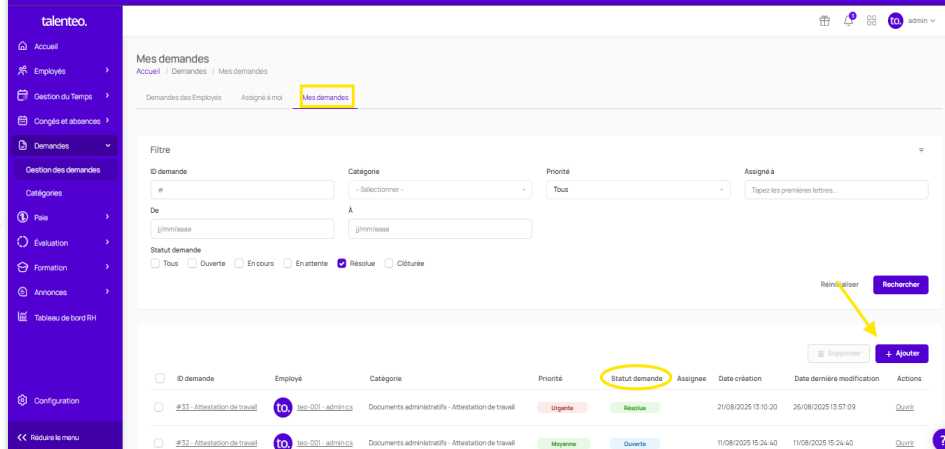 talenteo.
to. admin
Accueil
Employés
Gestion du Temps
Congés et absences
Demandes
Gestion des demandes
Catégories
Paie
Évaluation
Formation
Annonces
Tableau de bord RH
Configuration
Réduire le menu
Mes demandes
Accueil / Demandes / Mes demandes
Demandes des Employés Assigné à moi Mes demandes
Filtre
ID demande Catégorie Priorité Assigné à
# - Sélectionner - Tous Tapez les premières lettres...
De À
jj/mm/aaaa jj/mm/aaaa
Statut demande
Tous Ouverte En cours En attente Résolue Clôturée
Réinitialiser Rechercher
Supprimer + Ajouter
ID demande Employé Catégorie Priorité Statut demande Assignee Date création Date dernière modification Actions
#33 - Attestation de travail to. teo-001 - admin cs Documents administratifs - Attestation de travail Urgente Résolue 21/08/2025 13:10:20 26/08/2025 13:57:09 Ouvrir
#32 - Attestation de travail to. teo-001 - admin cs Documents administratifs - Attestation de travail Moyenne Ouverte 11/08/2025 15:24:40 11/08/2025 15:24:40 Ouvrir
?